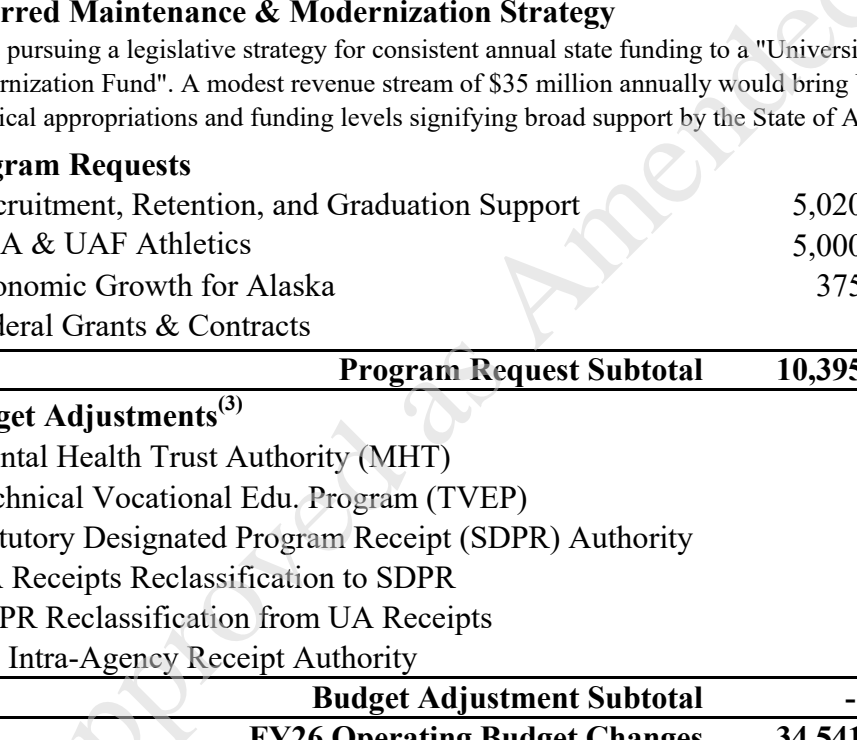 rred Maintenance & Modernization Strategy
pursuing a legislative strategy for consistent annual state funding to a "Universi
rnization Fund". A modest revenue stream of $35 million annually would bring
ical appropriations and funding levels signifying broad support by the State of A
gram Requests
cruitment, Retention, and Graduation Support 5,020
A & UAF Athletics 5,000
onomic Growth for Alaska 375
deral Grants & Contracts
Program Request Subtotal 10,395
get Adjustments(3)
ntal Health Trust Authority (MHT)
chnical Vocational Edu. Program (TVEP)
tutory Designated Program Receipt (SDPR) Authority
Receipts Reclassification to SDPR
PR Reclassification from UA Receipts
Intra-Agency Receipt Authority
Budget Adjustment Subtotal -
FY26 Operating Budget Changes 34,541
pproved as Amended